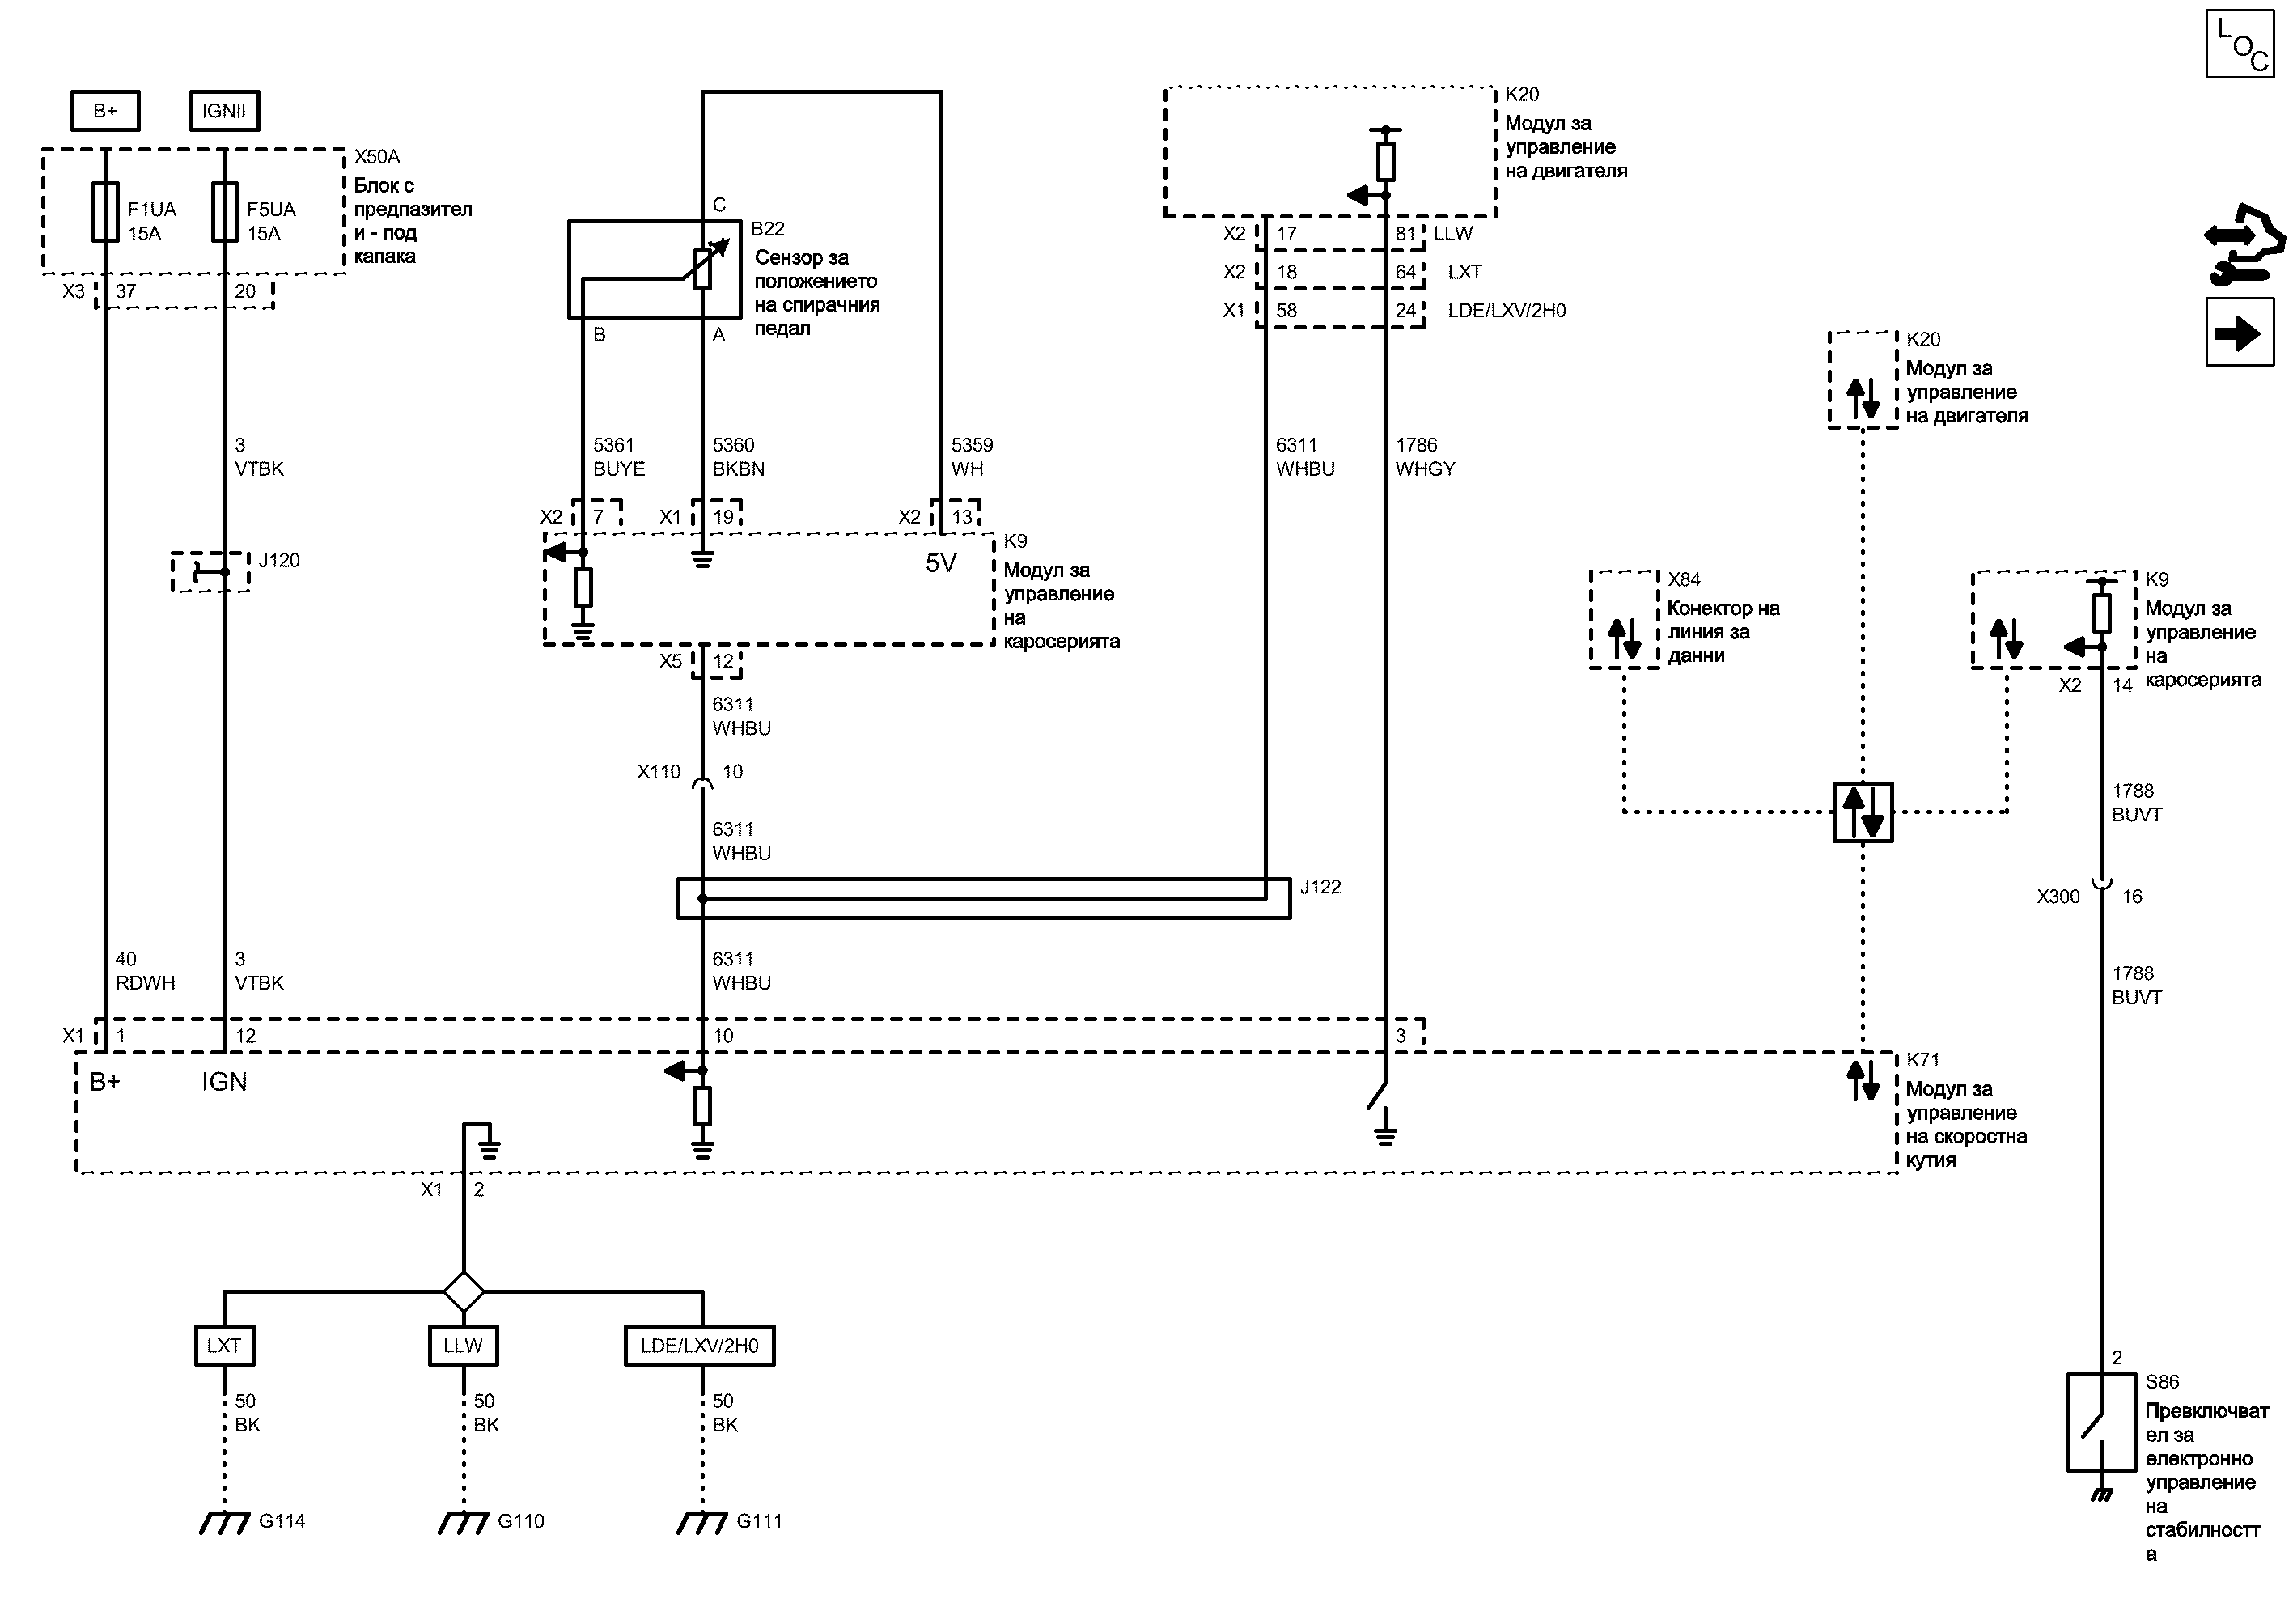 LOC
B+
IGNII
X50A
Блок с
предпазител
и - под
капака
F1UA
15A
F5UA
15A
X3
37
20
3
VTBK
J120
40
RDWH
3
VTBK
C
B22
Сензор за
положението
на спирачния
педал
B
A
5361
BUYE
5360
BKBN
5359
WH
X2
7
X1
19
X2
13
5V
K9
Модул за
управление
на
каросерията
X5
12
6311
WHBU
X110
10
6311
WHBU
J122
6311
WHBU
K20
Модул за
управление
на двигателя
X2
17
81
LLW
X2
18
64
LXT
X1
58
24
LDE/LXV/2H0
6311
WHBU
1786
WHGY
K20
Модул за
управление
на двигателя
X84
Конектор на
линия за
данни
K9
Модул за
управление
на
каросерията
X2
14
1788
BUVT
X300
16
1788
BUVT
X1
1
12
10
3
B+
IGN
K71
Модул за
управление
на скоростна
кутия
X1
2
LXT
LLW
LDE/LXV/2H0
50
BK
50
BK
50
BK
G114
G110
G111
2
S86
Превключват
ел за
електронно
управление
на
стабилностт
а